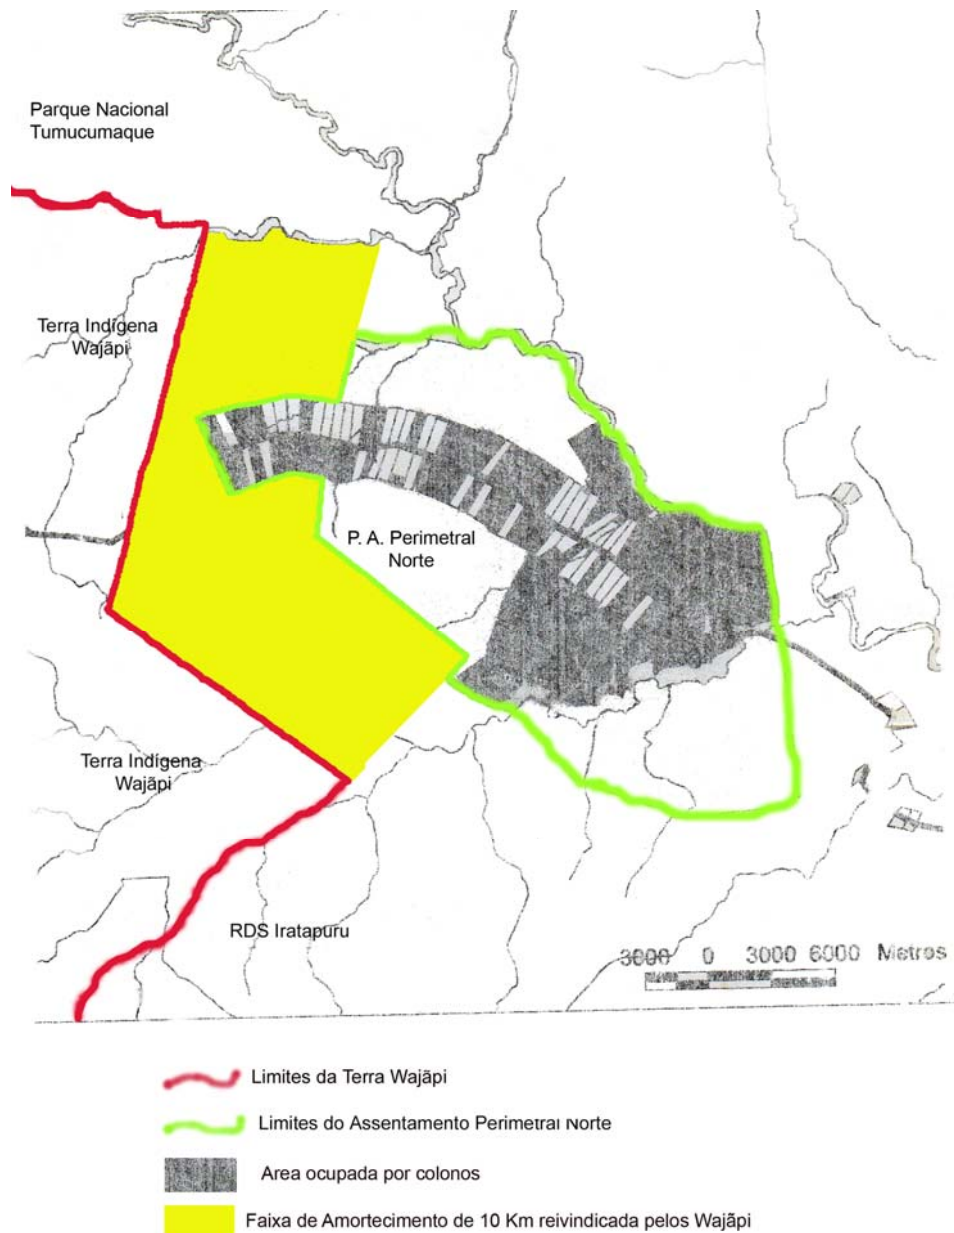 Parque Nacional
Tumucumaque
Terra Indígena
Wajãpi
P. A. Perimetral
Norte
Terra Indígena
Wajãpi
RDS Iratapuru
3000 0 3000 6000 Metros
Limites da Terra Wajãpi
Limites do Assentamento Perimetral Norte
Area ocupada por colonos
Faixa de Amortecimento de 10 Km reivindicada pelos Wajãpi